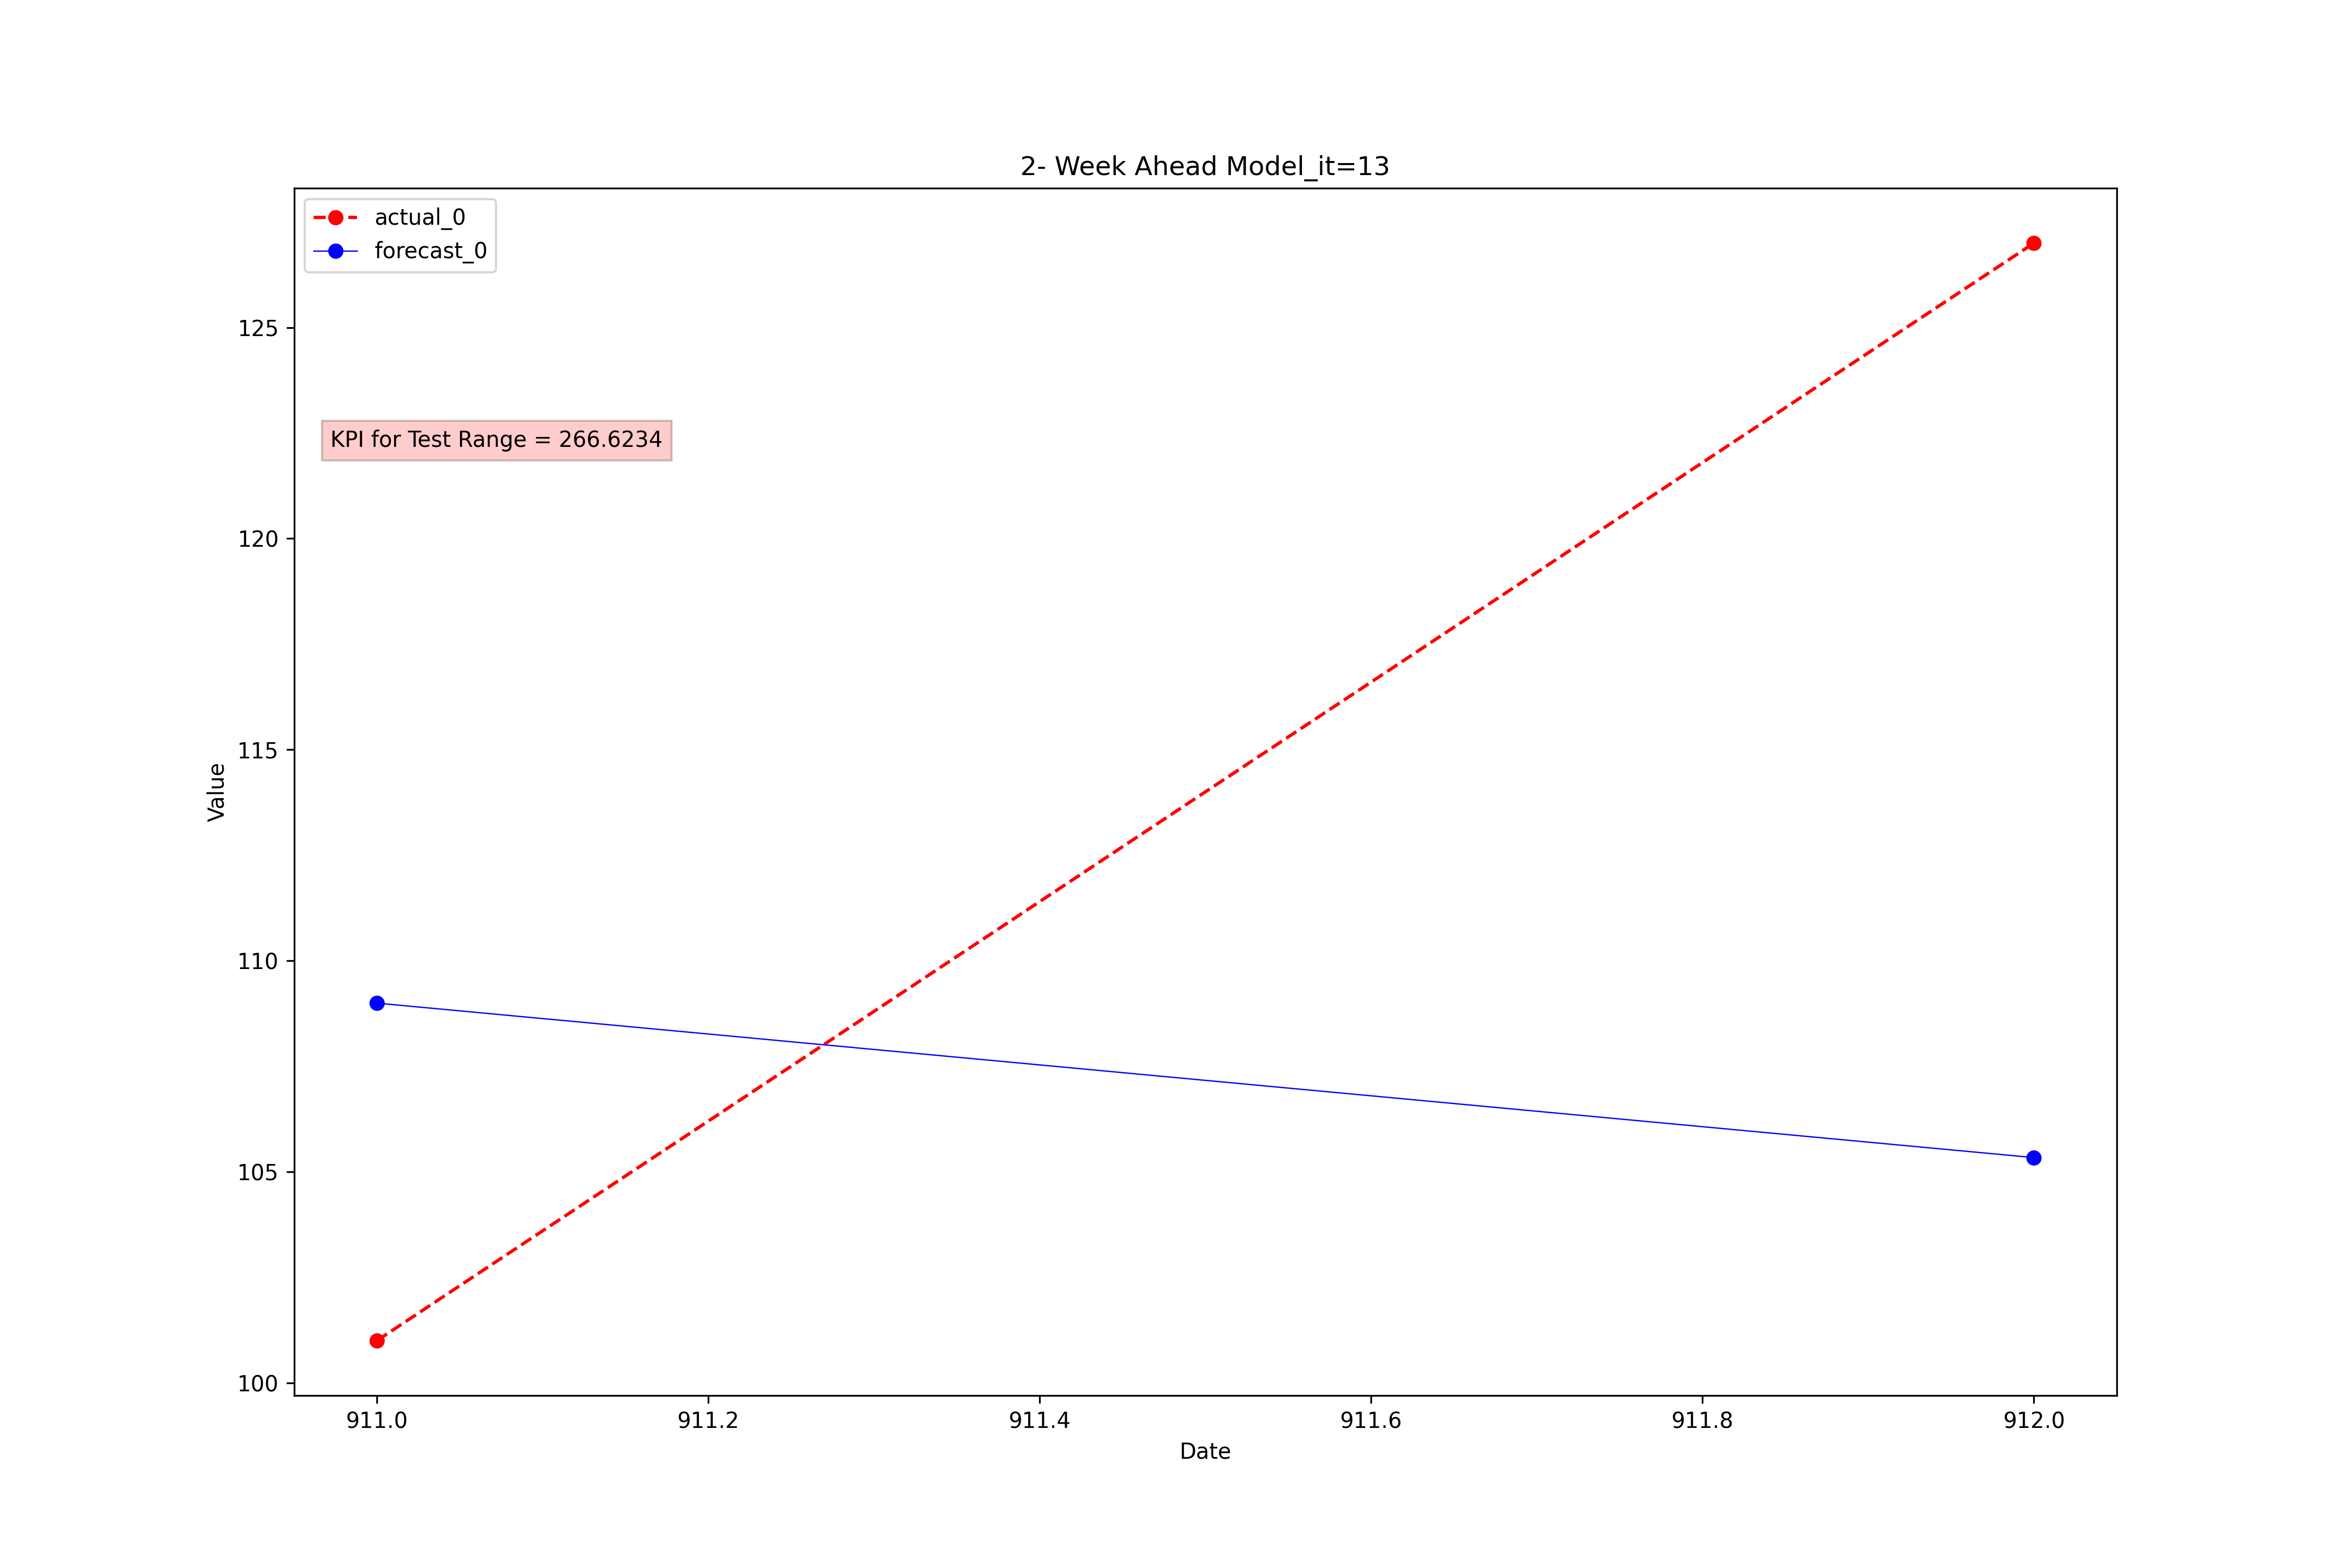 2- Week Ahead Model_it=13
actual_0
forecast_0
KPI for Test Range = 266.6234
125
120
115
110
105
100
Value
911.0
911.2
911.4
911.6
911.8
912.0
Date